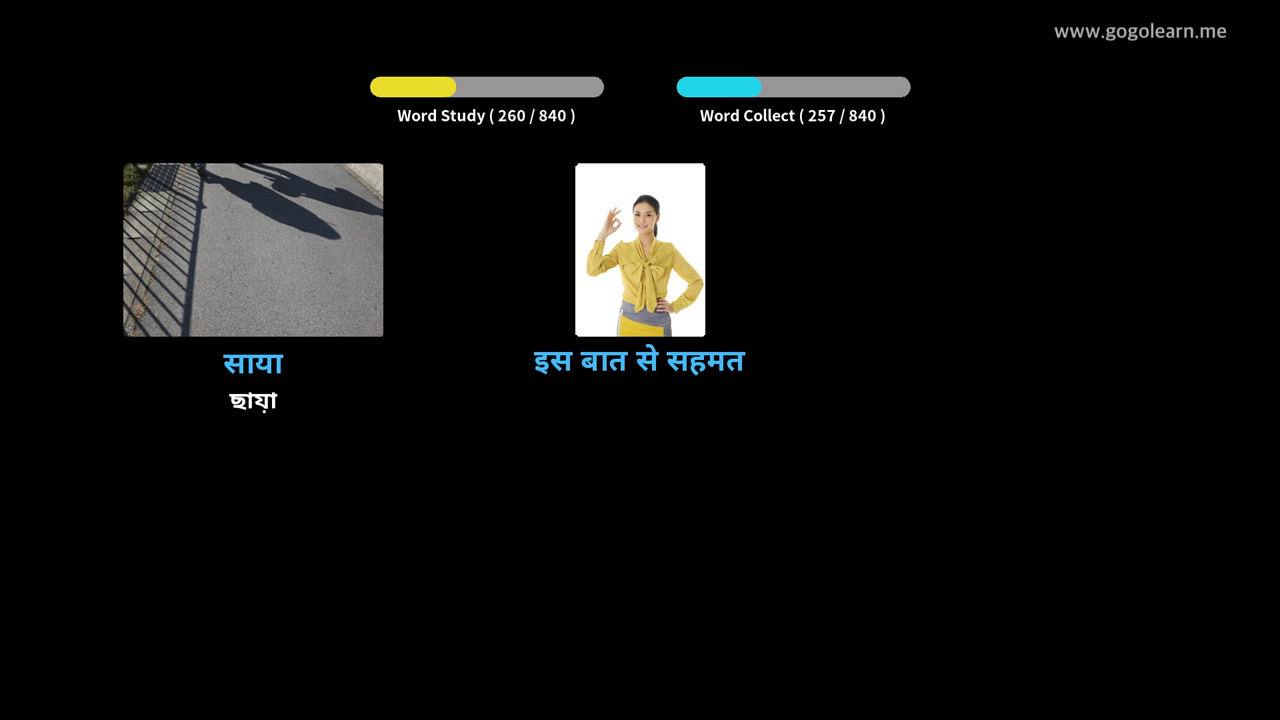 www.gogolearn.me
Word Study ( 260 / 840 )
Word Collect ( 257 / 840 )
साया
ছায়া
इस बात से सहमत